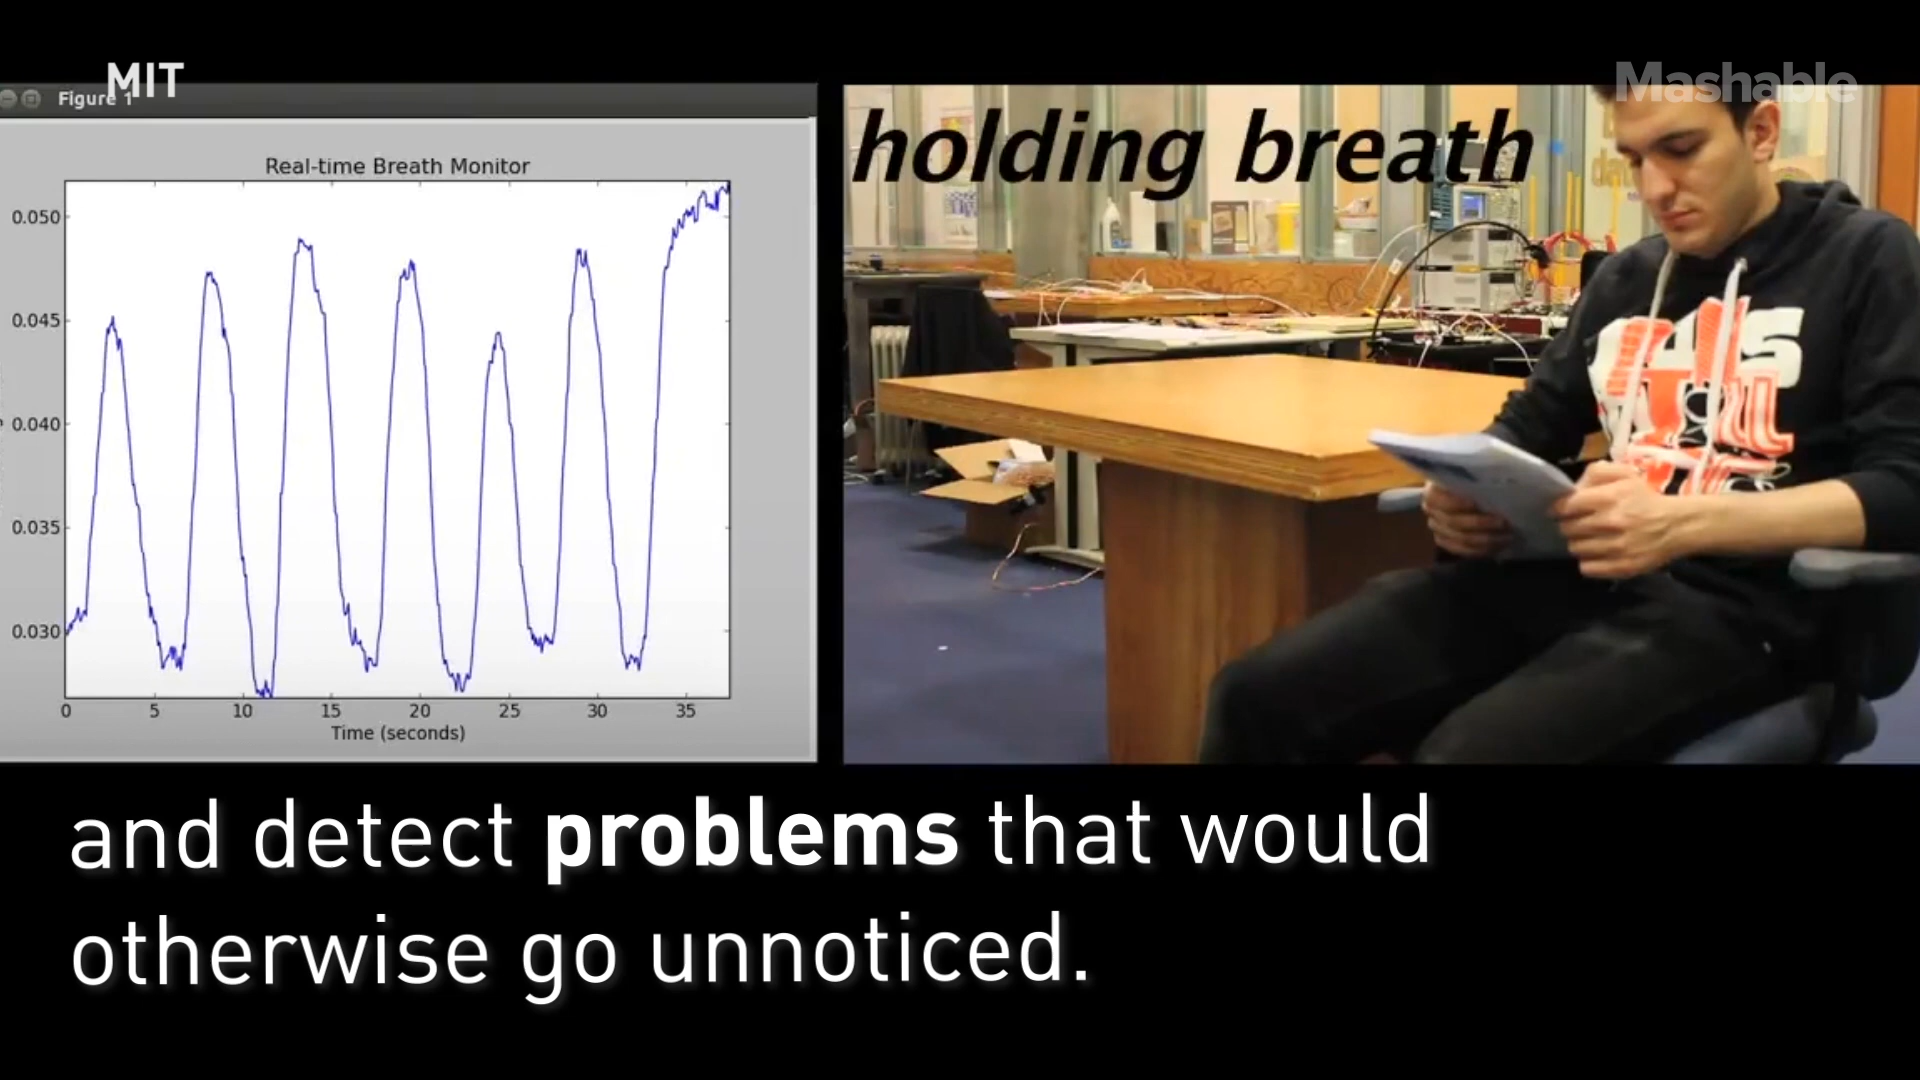 MIT
Mashable
Figure 1
holding breath
Real-time Breath Monitor
0.050
0.045
0.040
0.035
0.030
0 5 10 15 20 25 30 35
Time (seconds)
and detect problems that would
otherwise go unnoticed.